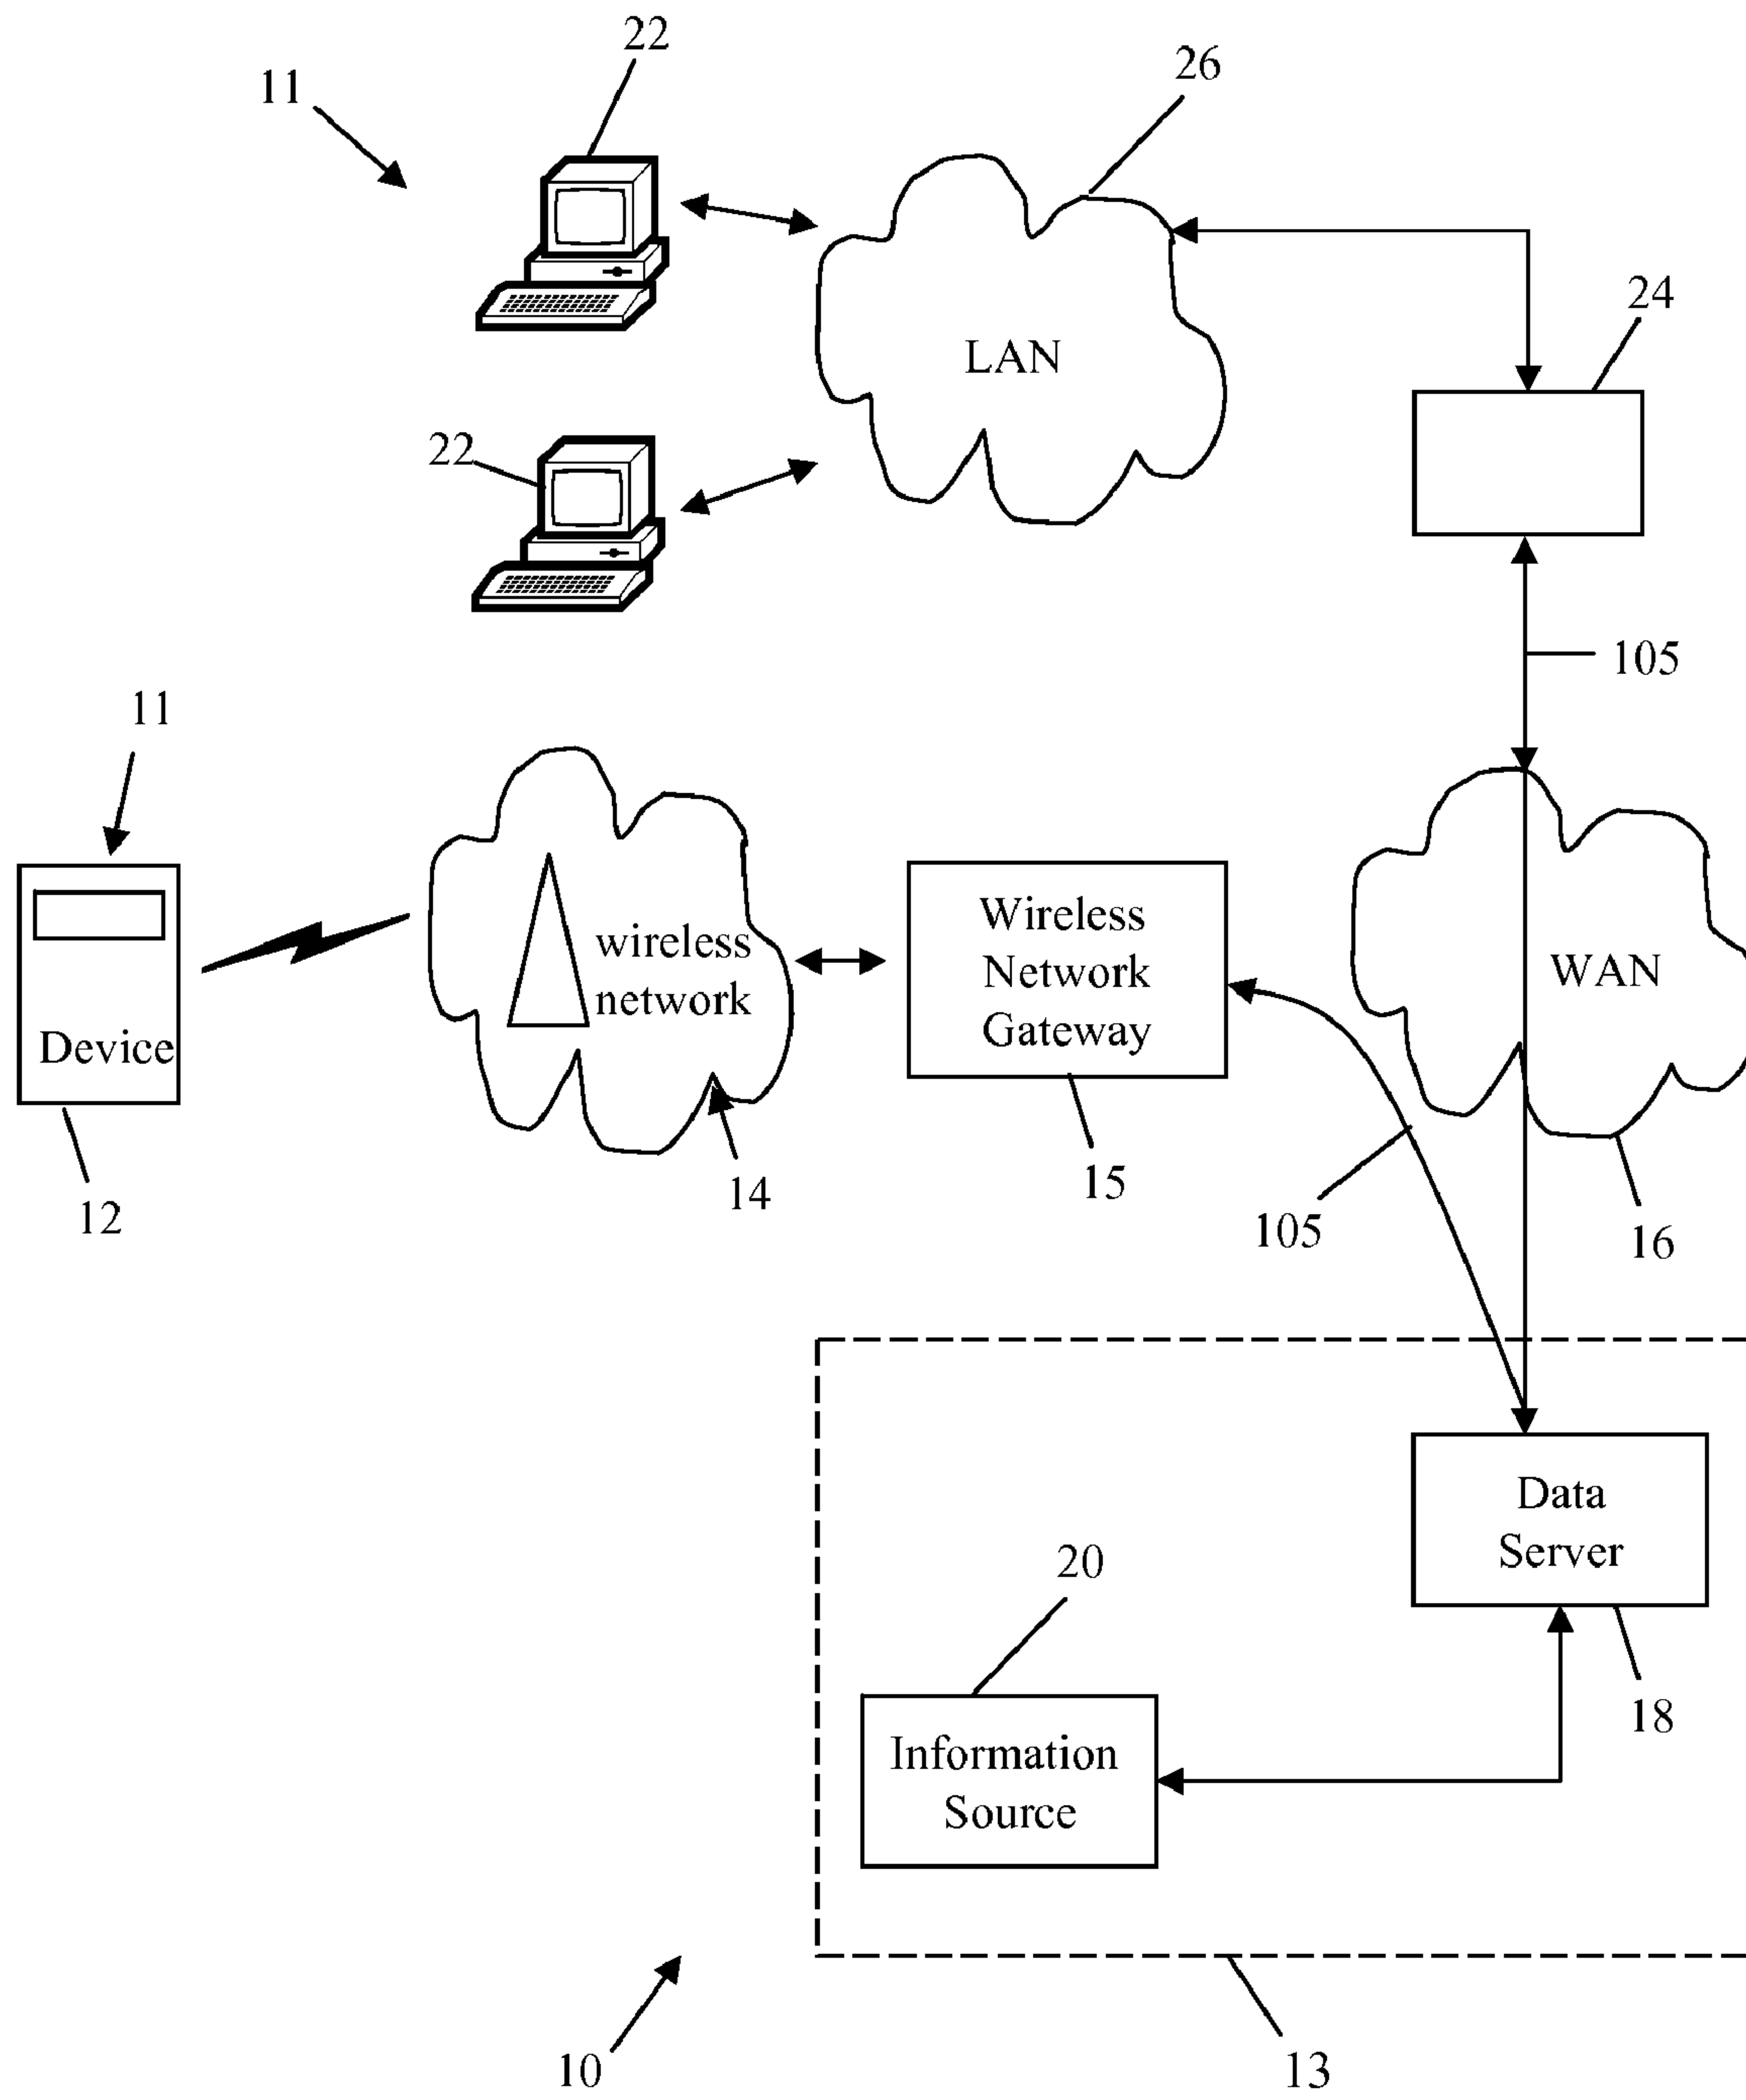 22
26
11
24
LAN
22
105
11
Wireless
Network
Gateway
wireless
network
WAN
Device
14
15
12
105
16
Data
Server
20
18
Information
Source
10
13